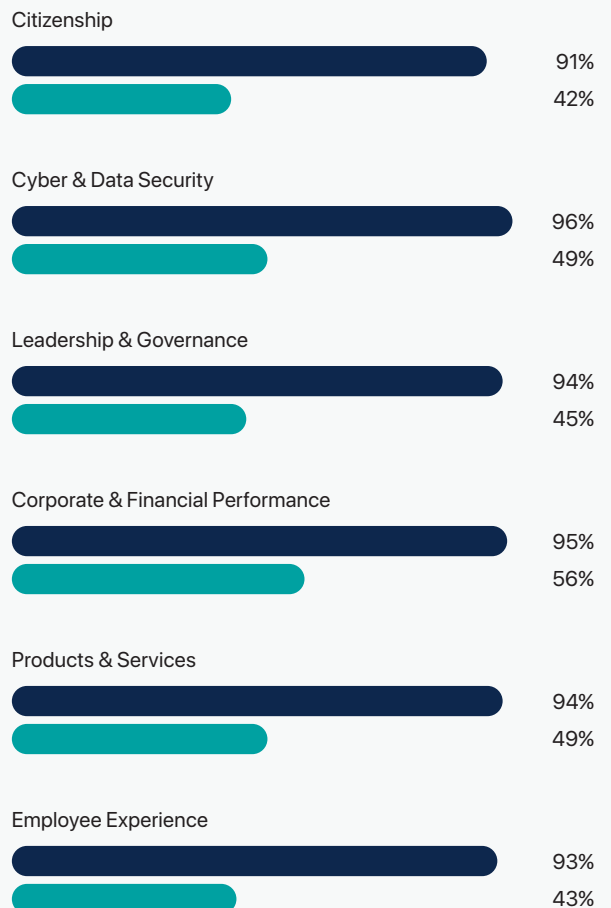 Citizenship
91%
42%
Cyber & Data Security
96%
49%
Leadership & Governance
94%
45%
Corporate & Financial Performance
95%
56%
Products & Services
94%
49%
Employee Experience
93%
43%